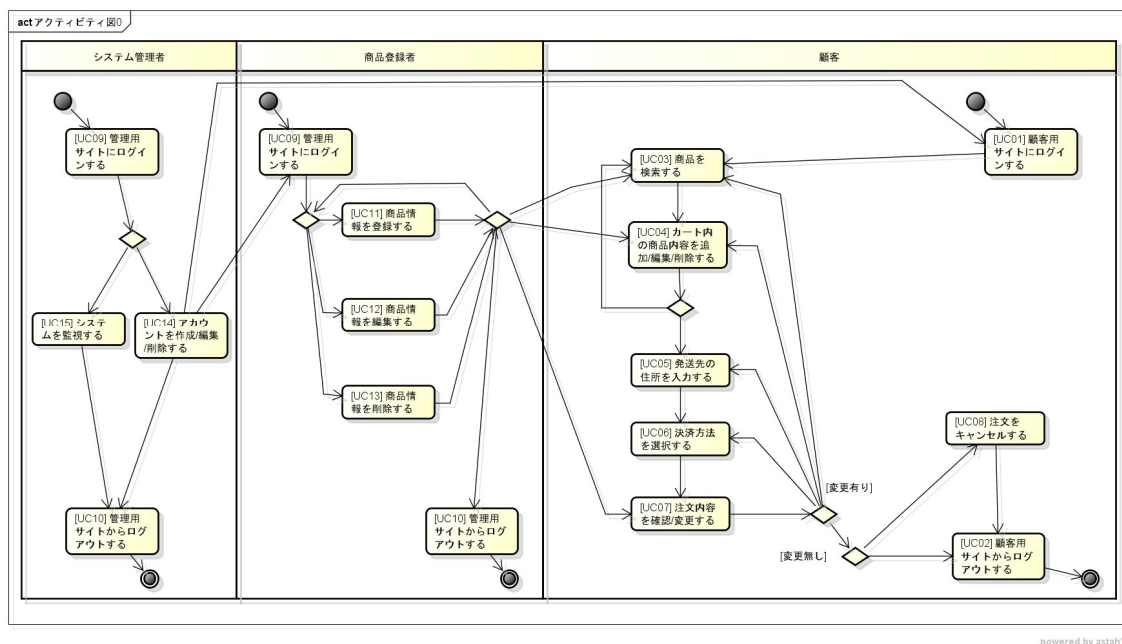 act アクティビティ図0
システム管理者
商品登録者
顧客
[UC09] 管理用
サイトにログイ
ンする
[UC15] システ
ムを監視する
[UC14] アカウ
ントを作成/編集
/削除する
[UC10] 管理用
サイトからログ
アウトする
[UC09] 管理用
サイトにログイ
ンする
[UC11] 商品情
報を登録する
[UC12] 商品情
報を編集する
[UC13] 商品情
報を削除する
[UC10] 管理用
サイトからログ
アウトする
[UC01] 顧客用
サイトにログイ
ンする
[UC03] 商品を
検索する
[UC04] カート内
の商品内容を追
加/編集/削除する
[UC05] 発送先の
住所を入力する
[UC06] 決済方法
を選択する
[UC07] 注文内容
を確認/変更する
[変更有り]
[変更無し]
[UC08] 注文を
キャンセルする
[UC02] 顧客用
サイトからログ
アウトする
powered by astah